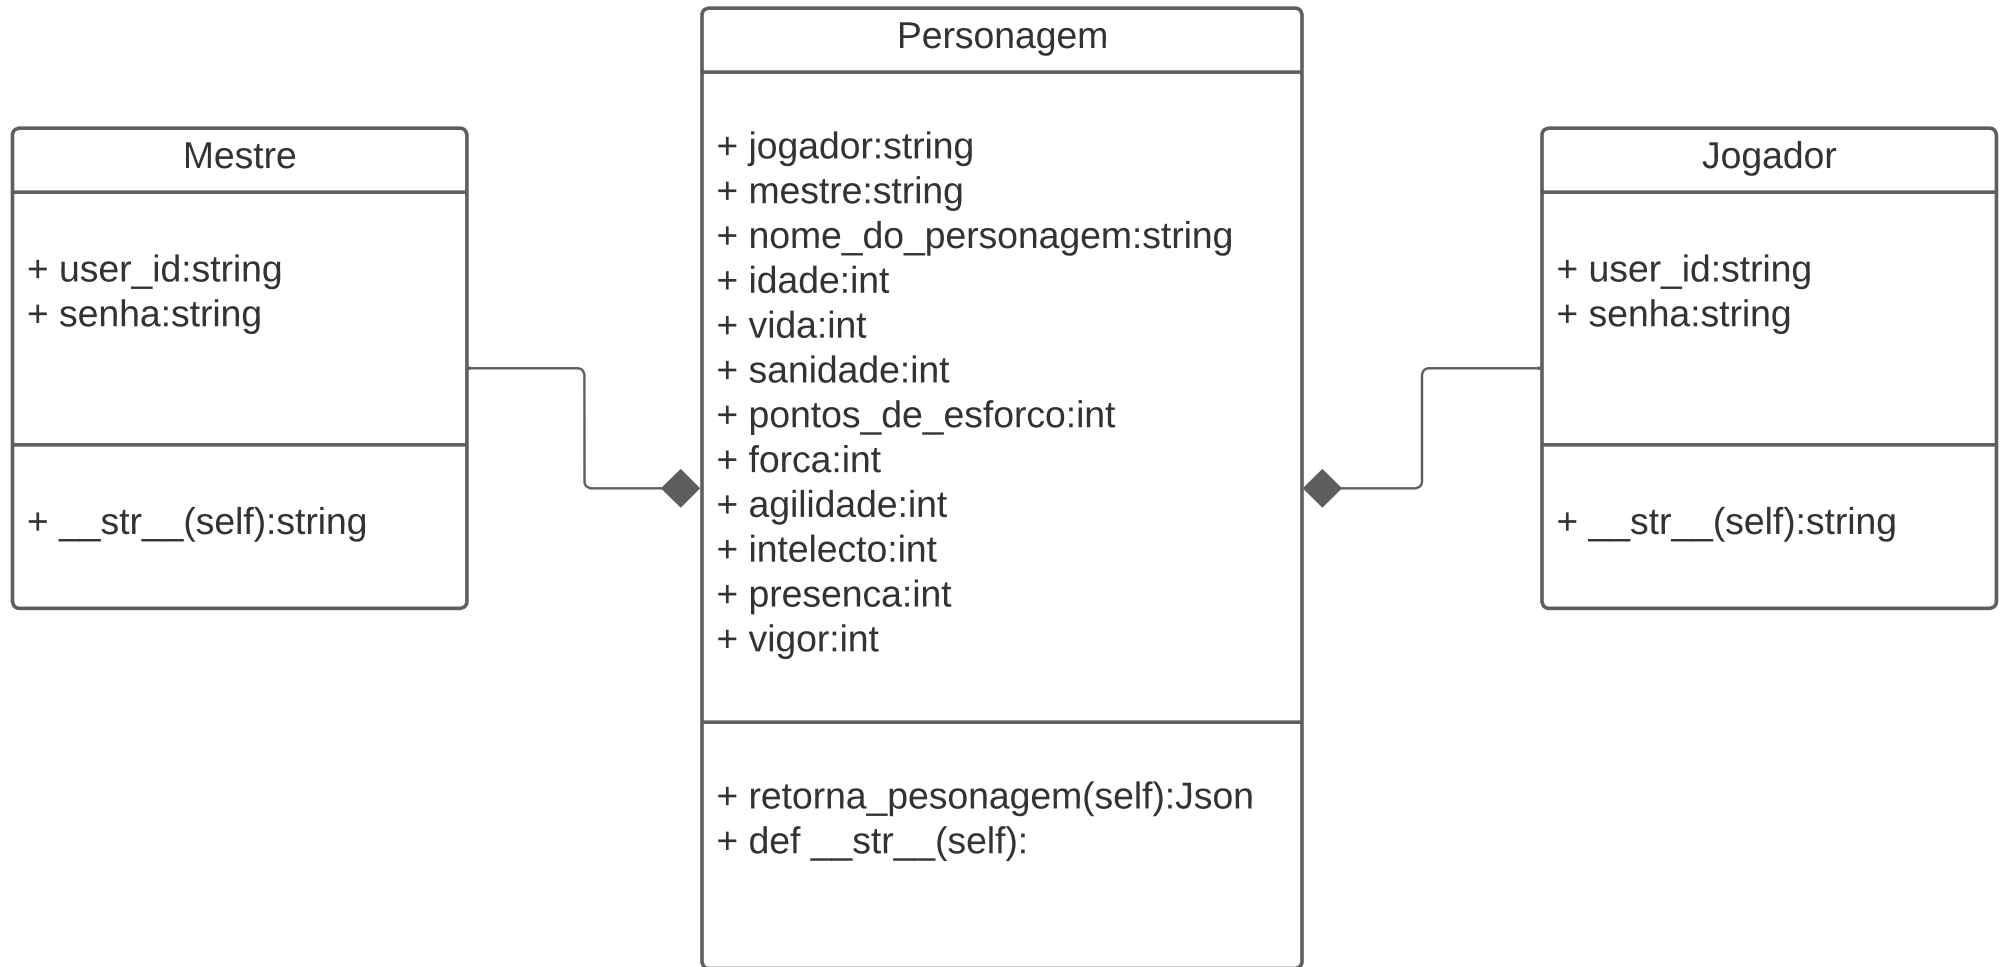 Mestre
+ user_id:string
+ senha:string
+ __str__(self):string
Personagem
+ jogador:string
+ mestre:string
+ nome_do_personagem:string
+ idade:int
+ vida:int
+ sanidade:int
+ pontos_de_esforco:int
+ forca:int
+ agilidade:int
+ intelecto:int
+ presenca:int
+ vigor:int
+ retorna_pesonagem(self):Json
+ def __str__(self):
Jogador
+ user_id:string
+ senha:string
+ __str__(self):string